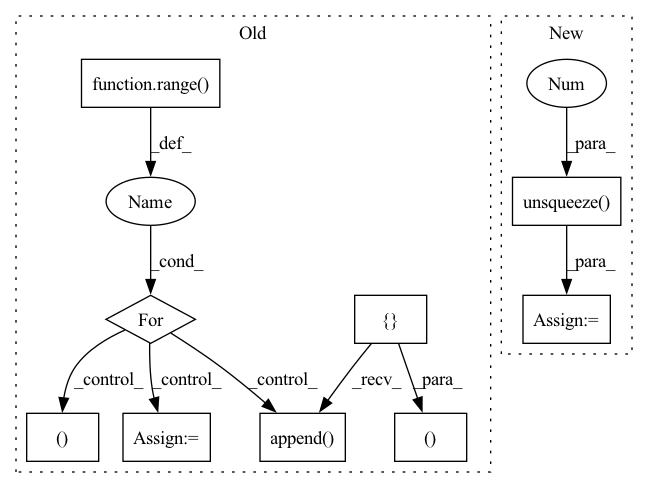 Old
New
function.range()
Num
_def_
_para_
Name
unsqueeze()
_cond_
_para_
For
{}
Assign:=
_control_
_control_
_control_
_recv_
_para_
()
Assign:=
append()
()